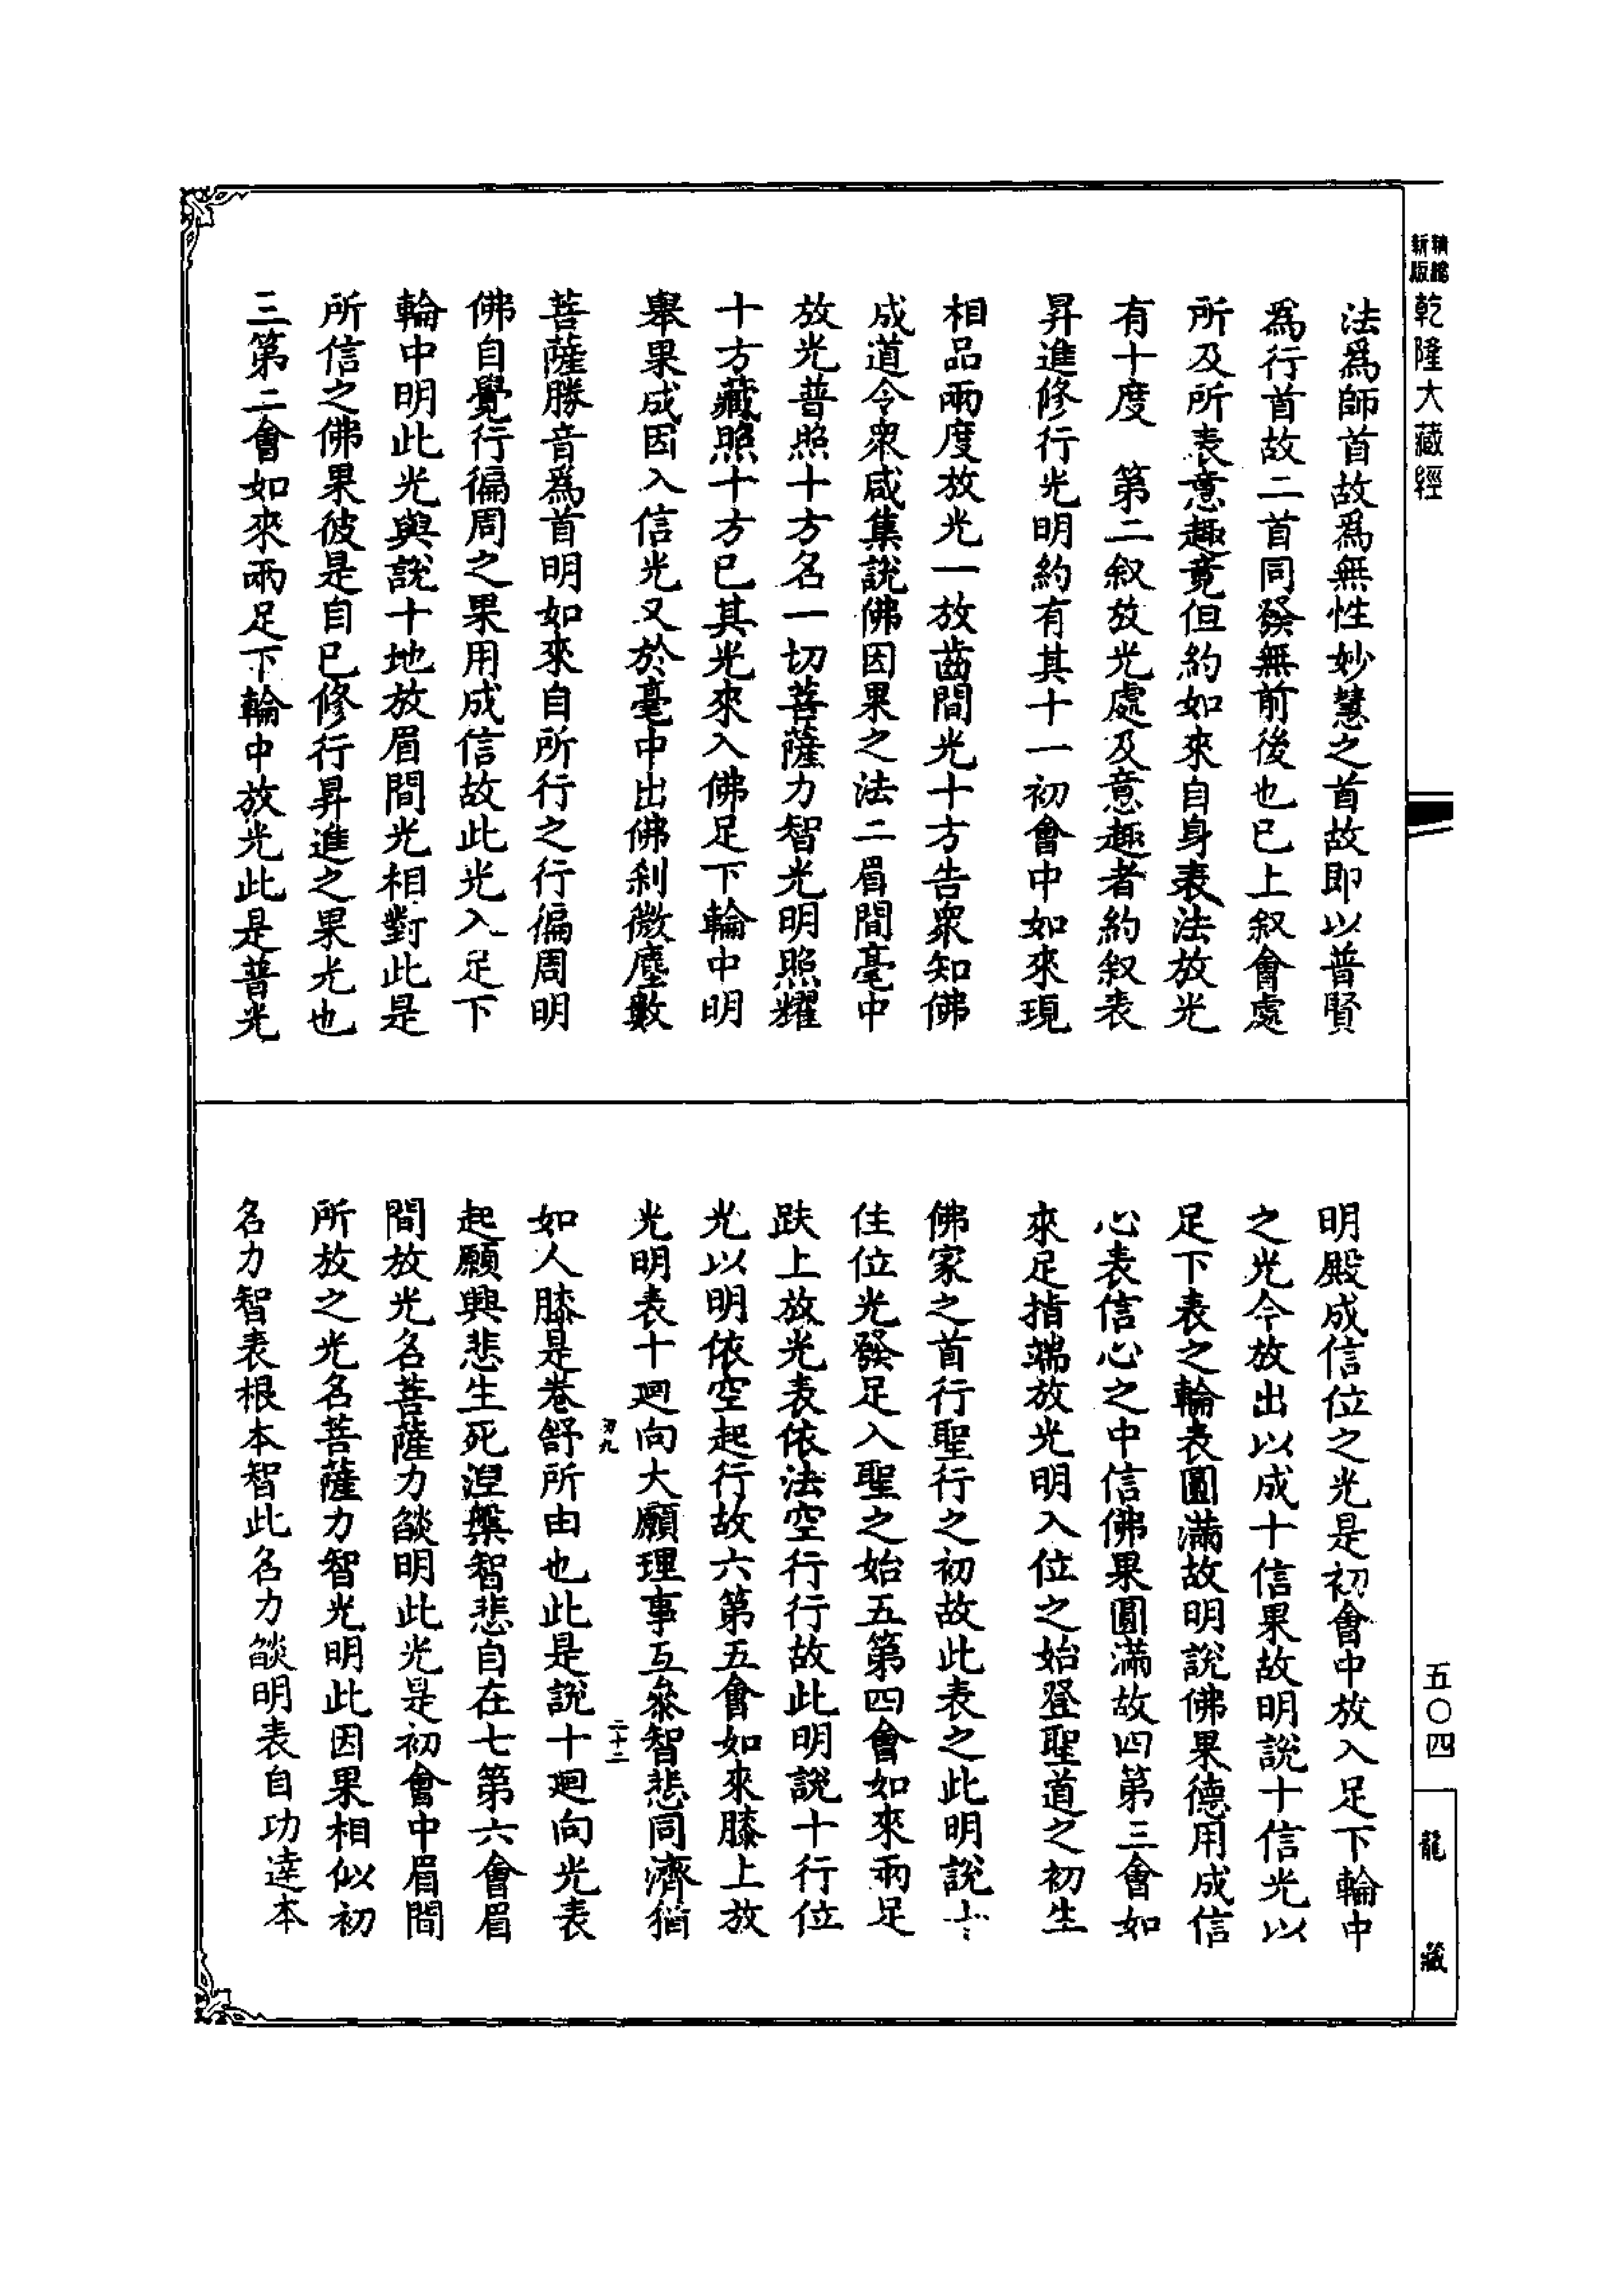 精縮新版
乾隆大藏經
法爲師首故爲無性妙慧之首故即以普賢
爲行首故二首同發無前後也已上叙會處
所及所表意趣竟但約如來自身表法放光
有十度　第二叙放光處及意趣者約叙表
昇進修行光明約有其十一初會中如來現
相品兩度放光一放齒間光十方告衆知佛
成道令衆咸集說佛因果之法二眉間毫中
放光普照十方名一切菩薩力智光明照耀
十方藏照十方已其光來入佛足下輪中明
舉果成因入信光又於毫中出佛刹微塵數
菩薩勝音爲首明如來自所行之行徧周明
佛自覺行徧周之果用成信故此光入足下
輪中明此光與說十地放眉間光相對此是
所信之佛果彼是自已修行昇進之果光也
三第二會如來兩足下輪中放光此是普光
明殿成信位之光是初會中放入足下輪中
之光今放出以成十信果故明說十信光以
足下表之輪表圓滿故明說佛果德用成信
心表信心之中信佛果圓滿故四第三會如
來足指端放光明入位之始登聖道之初生
佛家之首行聖行之初故此表之此明說十
住位光發足入聖之始五第四會如來兩足
趺上放光表依法空行行故此明說十行位
光以明依空起行故六第五會如來膝上放
光明表十廻向大願理事互叅智悲同濟猶
刃九
二十二
如人膝是卷舒所由也此是說十廻向光表
起願興悲生死涅槃智悲自在七第六會眉
間放光名菩薩力燄明此光是初會中眉間
所放之光名菩薩力智光明此因果相似初
名力智表根本智此名力燄明表自功達本
五〇四
龍藏